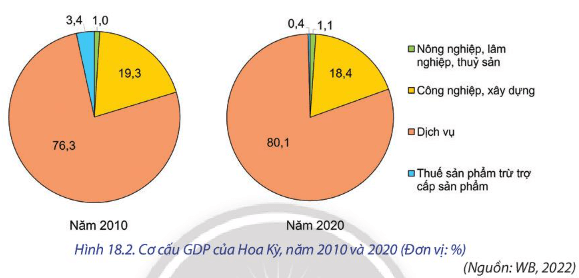 3,4
1,0
19,3
76,3
Năm 2010
0,4
1,1
18,4
80,1
Năm 2020
Nông nghiệp, lâm
nghiệp, thuỷ sản
Công nghiệp, xây dựng
Dịch vụ
Thuế sản phẩm trừ trợ
cấp sản phẩm
Hình 18.2. Cơ cấu GDP của Hoa Kỳ, năm 2010 và 2020 (Đơn vị: %)
(Nguồn: WB, 2022)